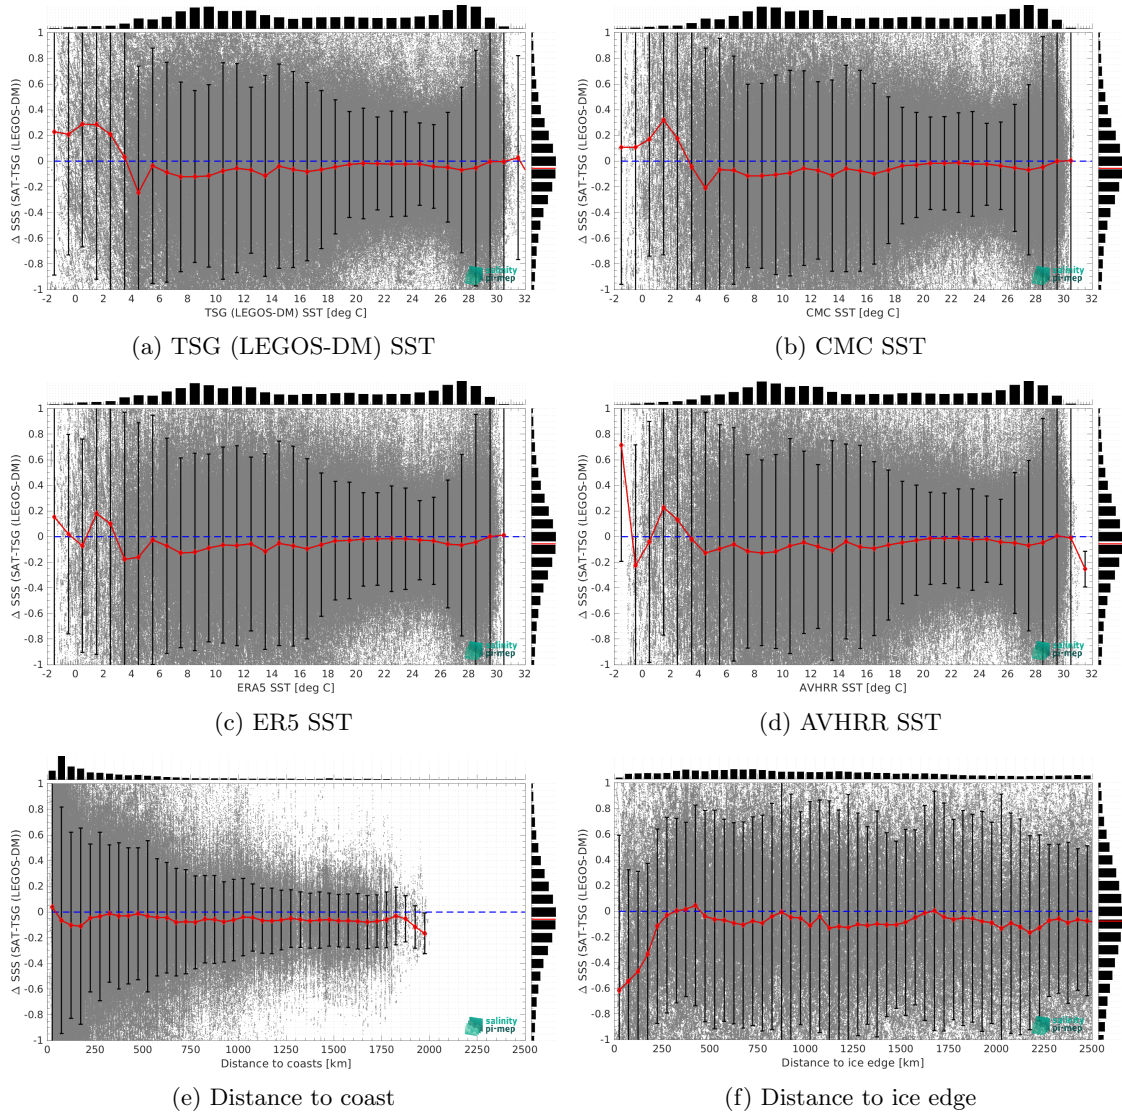 1
0.8
0.6
0.4
0.2
0
-0.2
-0.4
-0.6
-0.8
-1
Δ SSS (SAT-TSG (LEGOS-DM))
-2 0 2 4 6 8 10 12 14 16 18 20 22 24 26 28 30 32
TSG (LEGOS-DM) SST [deg C]
salinity
pi-mep
(a) TSG (LEGOS-DM) SST
1
0.8
0.6
0.4
0.2
0
-0.2
-0.4
-0.6
-0.8
-1
Δ SSS (SAT-TSG (LEGOS-DM))
-2 0 2 4 6 8 10 12 14 16 18 20 22 24 26 28 30 32
CMC SST [deg C]
salinity
pi-mep
(b) CMC SST
1
0.8
0.6
0.4
0.2
0
-0.2
-0.4
-0.6
-0.8
-1
Δ SSS (SAT-TSG (LEGOS-DM))
-2 0 2 4 6 8 10 12 14 16 18 20 22 24 26 28 30 32
ERA5 SST [deg C]
salinity
pi-mep
(c) ER5 SST
1
0.8
0.6
0.4
0.2
0
-0.2
-0.4
-0.6
-0.8
-1
Δ SSS (SAT-TSG (LEGOS-DM))
-2 0 2 4 6 8 10 12 14 16 18 20 22 24 26 28 30 32
AVHRR SST [deg C]
salinity
pi-mep
(d) AVHRR SST
1
0.8
0.6
0.4
0.2
0
-0.2
-0.4
-0.6
-0.8
-1
Δ SSS (SAT-TSG (LEGOS-DM))
0 250 500 750 1000 1250 1500 1750 2000 2250 2500
Distance to coasts [km]
salinity
pi-mep
(e) Distance to coast
1
0.8
0.6
0.4
0.2
0
-0.2
-0.4
-0.6
-0.8
-1
Δ SSS (SAT-TSG (LEGOS-DM))
0 250 500 750 1000 1250 1500 1750 2000 2250 2500
Distance to ice edge [km]
salinity
pi-mep
(f) Distance to ice edge